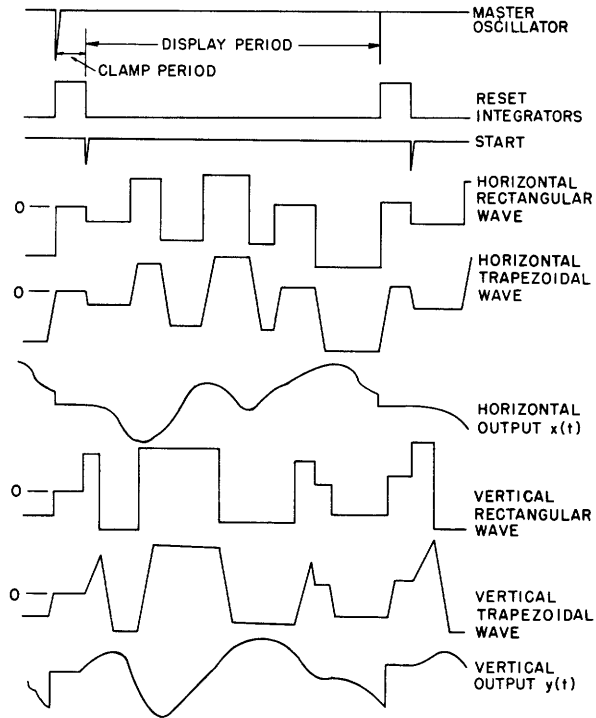 MASTER
OSCILLATOR
DISPLAY PERIOD
CLAMP PERIOD
RESET
INTEGRATORS
START
HORIZONTAL
RECTANGULAR
WAVE
0
HORIZONTAL
TRAPEZOIDAL
WAVE
0
HORIZONTAL
OUTPUT x(t)
0
VERTICAL
RECTANGULAR
WAVE
0
VERTICAL
TRAPEZOIDAL
WAVE
VERTICAL
OUTPUT y(t)